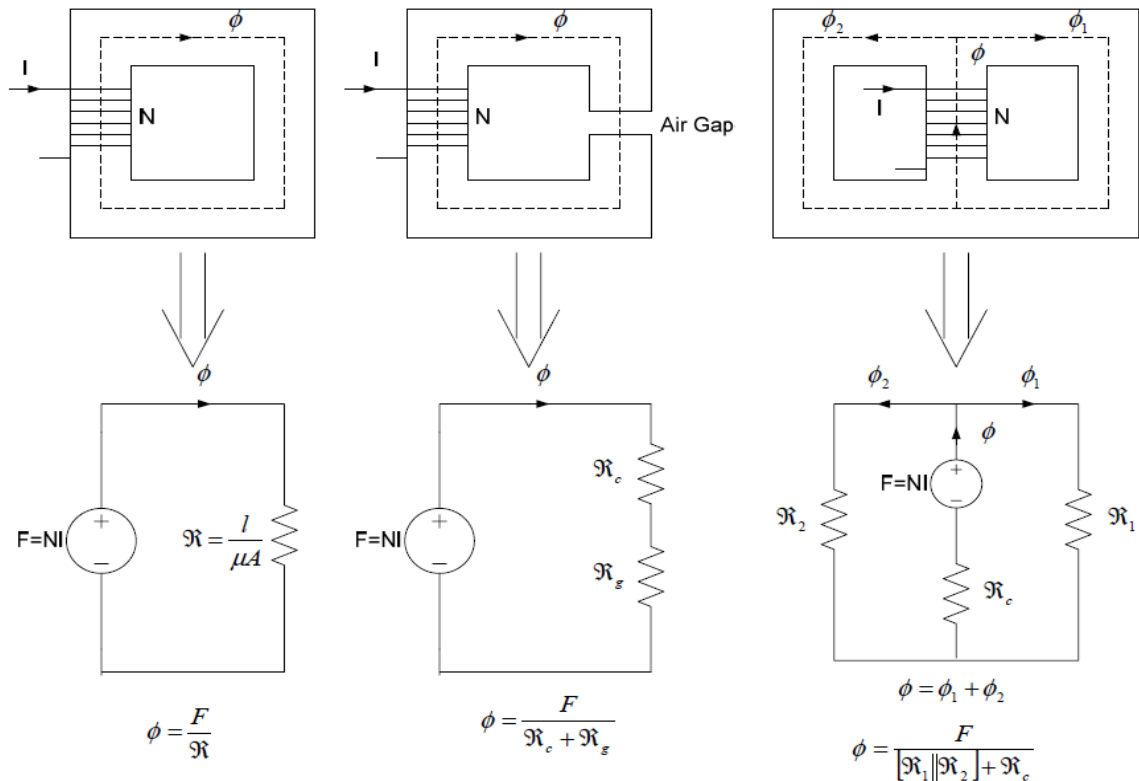 ϕ
I
N
ϕ
I
N
Air Gap
ϕ₂
ϕ₁
ϕ
I
N
ϕ
F=NI
+
−
ℜ = l / μA
ϕ = F / ℜ
ϕ
F=NI
+
−
ℜc
ℜg
ϕ = F / ℜc + ℜg
ϕ₂
ϕ₁
ϕ
F=NI
+
−
ℜ₂
ℜ₁
ℜc
ϕ = ϕ₁ + ϕ₂
ϕ = F / [ℜ₁||ℜ₂] + ℜc